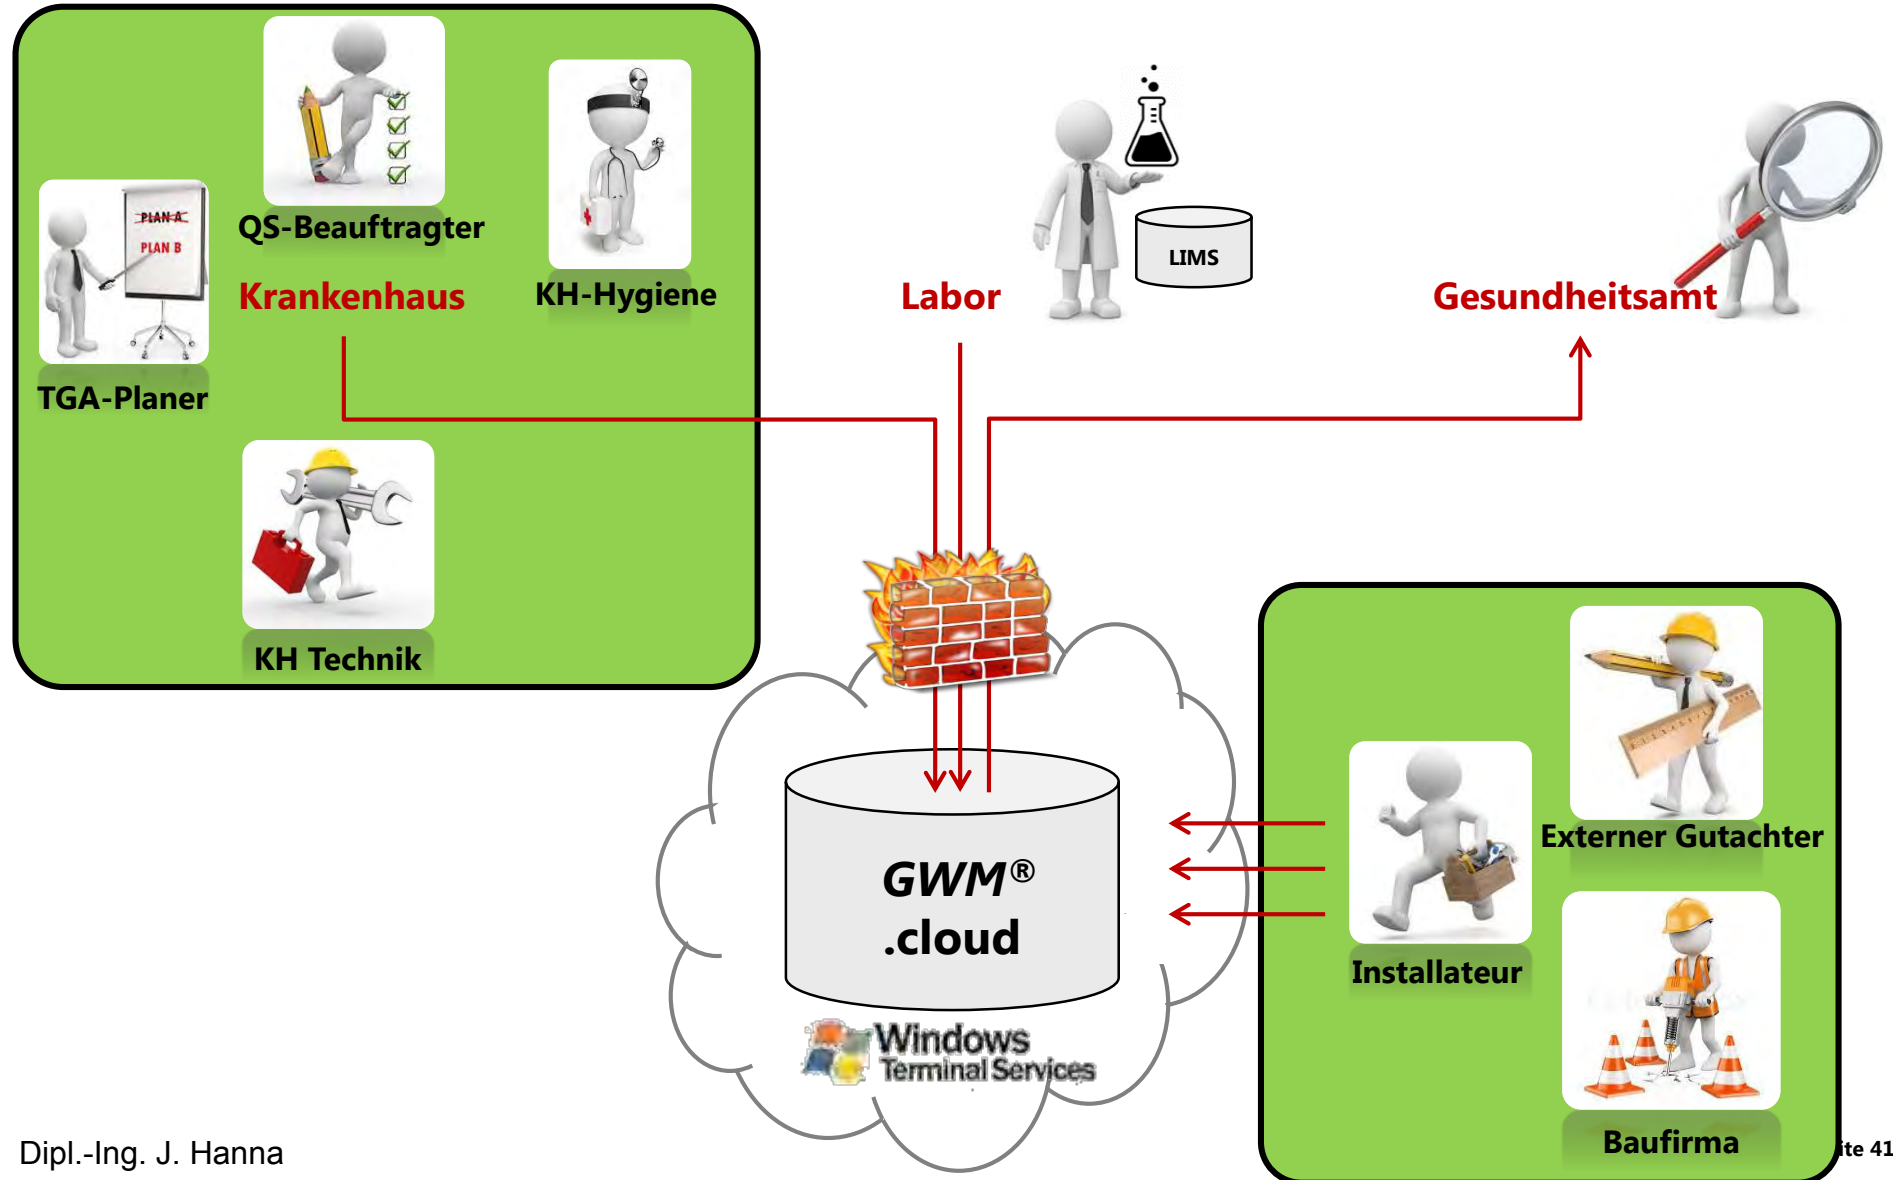 PLAN A
PLAN B
QS-Beauftragter
Krankenhaus
KH-Hygiene
TGA-Planer
KH Technik
Labor
LIMS
Gesundheitsamt
GWM®
.cloud
Windows
Terminal Services
Externer Gutachter
Installateur
Baufirma
Dipl.-Ing. J. Hanna
ite 41